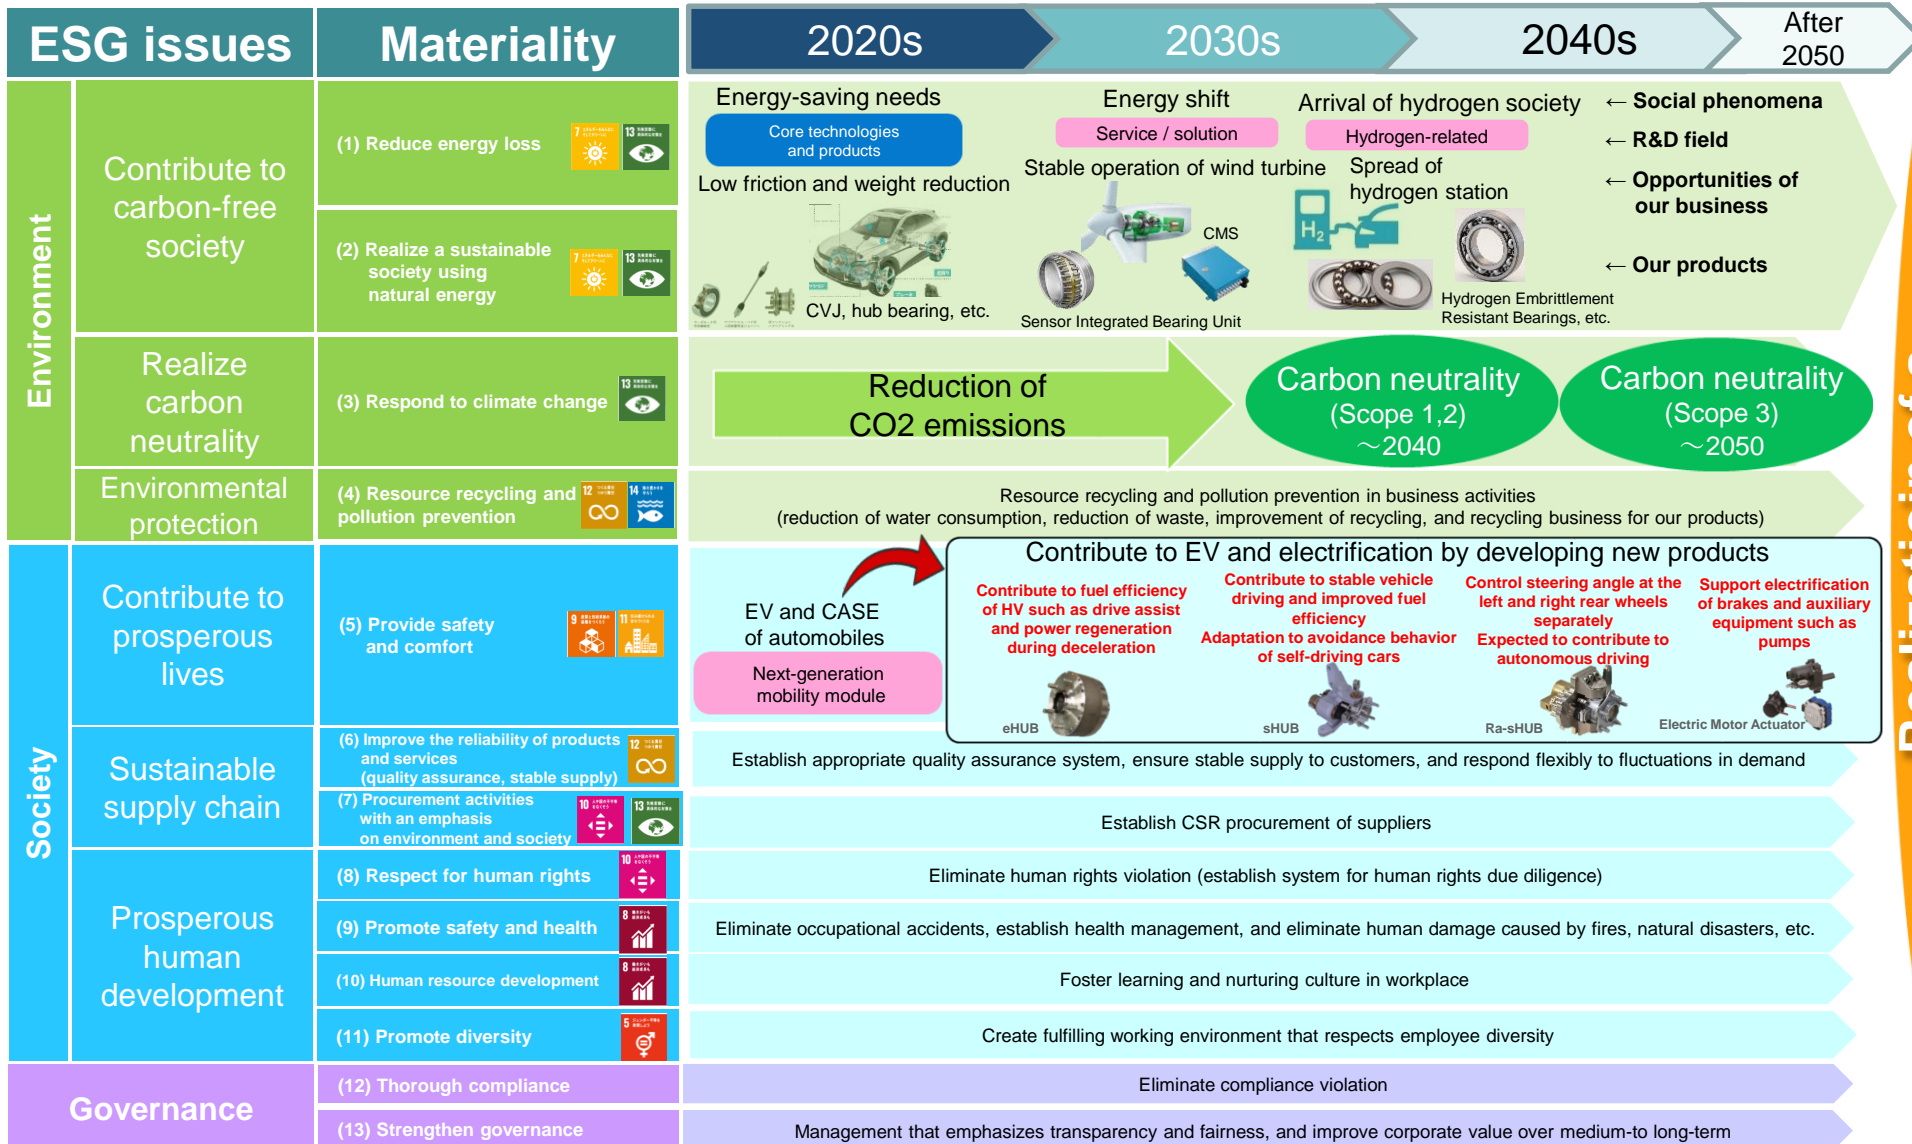 ESG issues
Materiality
2020s
2030s
2040s
After
2050
Environment
Contribute to
carbon-free
society
(1) Reduce energy loss
7
13
(2) Realize a sustainable
society using
natural energy
7
13
Energy-saving needs
Core technologies
and products
Low friction and weight reduction
CVJ, hub bearing, etc.
Energy shift
Service / solution
Stable operation of wind turbine
CMS
Sensor Integrated Bearing Unit
Arrival of hydrogen society
Hydrogen-related
Spread of
hydrogen station
H2
Hydrogen Embrittlement
Resistant Bearings, etc.
← Social phenomena
← R&D field
← Opportunities of
our business
← Our products
Realize
carbon
neutrality
(3) Respond to climate change
13
Reduction of
CO2 emissions
Carbon neutrality
(Scope 1,2)
～2040
Carbon neutrality
(Scope 3)
～2050
Environmental
protection
(4) Resource recycling and
pollution prevention
12
14
Resource recycling and pollution prevention in business activities
(reduction of water consumption, reduction of waste, improvement of recycling, and recycling business for our products)
Society
Contribute to
prosperous
lives
(5) Provide safety
and comfort
9
11
EV and CASE
of automobiles
Next-generation
mobility module
Contribute to EV and electrification by developing new products
Contribute to fuel efficiency
of HV such as drive assist
and power regeneration
during deceleration
eHUB
Contribute to stable vehicle
driving and improved fuel
efficiency
Adaptation to avoidance behavior
of self-driving cars
sHUB
Control steering angle at the
left and right rear wheels
separately
Expected to contribute to
autonomous driving
Ra-sHUB
Support electrification
of brakes and auxiliary
equipment such as
pumps
Electric Motor Actuator
Sustainable
supply chain
(6) Improve the reliability of products
and services
(quality assurance, stable supply)
12
Establish appropriate quality assurance system, ensure stable supply to customers, and respond flexibly to fluctuations in demand
(7) Procurement activities
with an emphasis
on environment and society
10
13
Establish CSR procurement of suppliers
Prosperous
human
development
(8) Respect for human rights
10
Eliminate human rights violation (establish system for human rights due diligence)
(9) Promote safety and health
8
Eliminate occupational accidents, establish health management, and eliminate human damage caused by fires, natural disasters, etc.
(10) Human resource development
8
Foster learning and nurturing culture in workplace
(11) Promote diversity
5
Create fulfilling working environment that respects employee diversity
Governance
(12) Thorough compliance
Eliminate compliance violation
(13) Strengthen governance
Management that emphasizes transparency and fairness, and improve corporate value over medium-to long-term